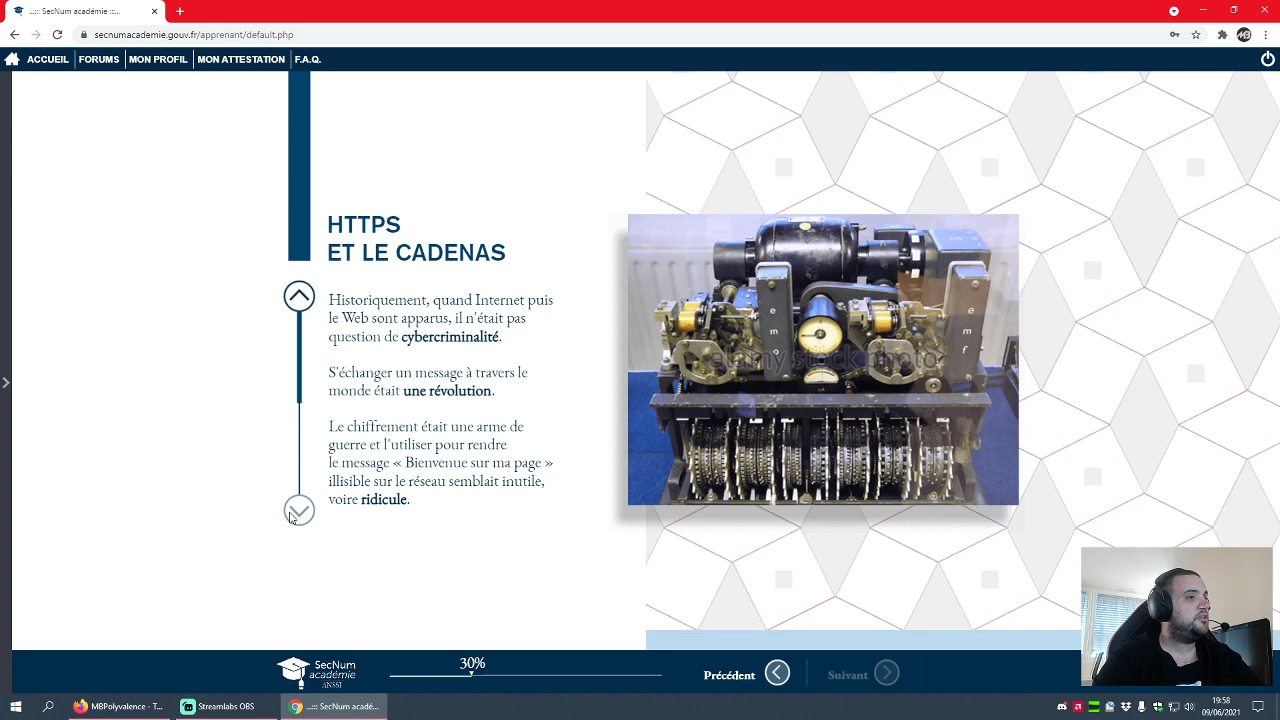 ..:: SecNum académie ::..
secnumacademie.gouv.fr/apprenant/default.php
ACCUEIL
FORUMS
MON PROFIL
MON ATTESTATION
F.A.Q.
HTTPS
ET LE CADENAS
Historiquement, quand Internet puis
le Web sont apparus, il n'était pas
question de cybercriminalité.
S'échanger un message à travers le
monde était une révolution.
Le chiffrement était une arme de
guerre et l'utiliser pour rendre
le message « Bienvenue sur ma page »
illisible sur le réseau semblait inutile,
voire ridicule.
e
m
o
e
m
f
alamy stock photo
SecNum
académie
ANSSI
30%
Précédent
Suivant
MBPolyvalence - T...
Streamlabs OBS
..:: SecNum acadé...
19:58
09/06/2021